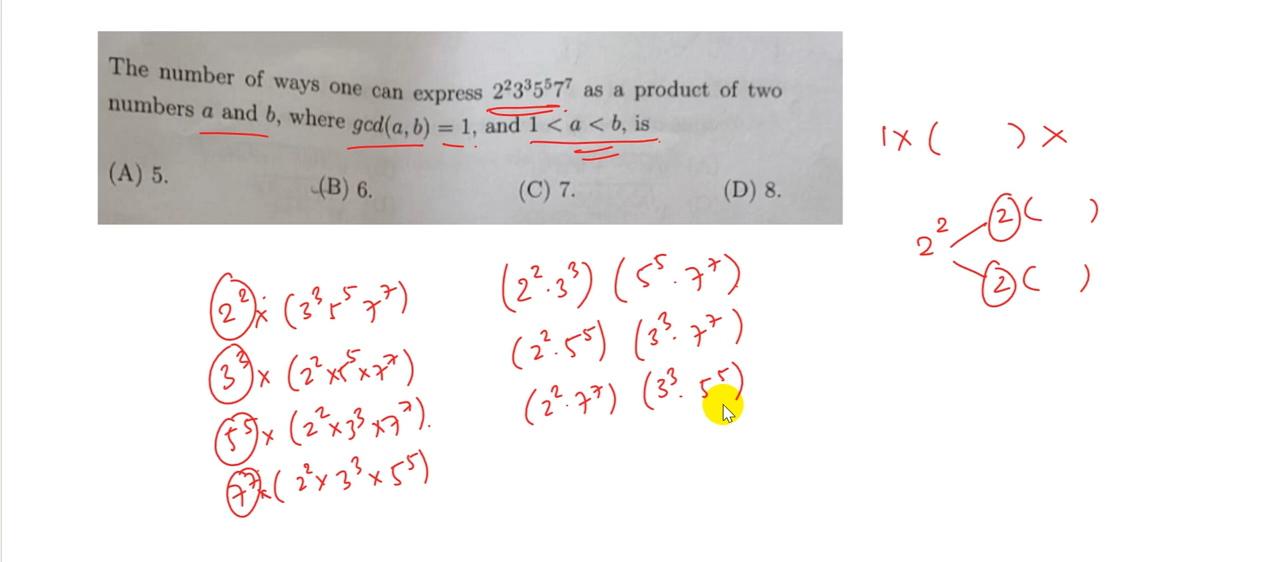 The number of ways one can express 2²3³5⁵7⁷ as a product of two
numbers a and b, where gcd(a, b) = 1, and 1 < a < b, is
(A) 5. (B) 6. (C) 7. (D) 8.
1 × ( ) ×
2² 2 ( )
2 ( )
2² × (3³ 5⁵ 7⁷)
3³ × (2² × 5⁵ × 7⁷)
5⁵ × (2² × 3³ × 7⁷).
7⁷ × (2² × 3³ × 5⁵)
(2² · 3³) (5⁵ · 7⁷)
(2² · 5⁵) (3³ · 7⁷)
(2² · 7⁷) (3³ · 5⁵)